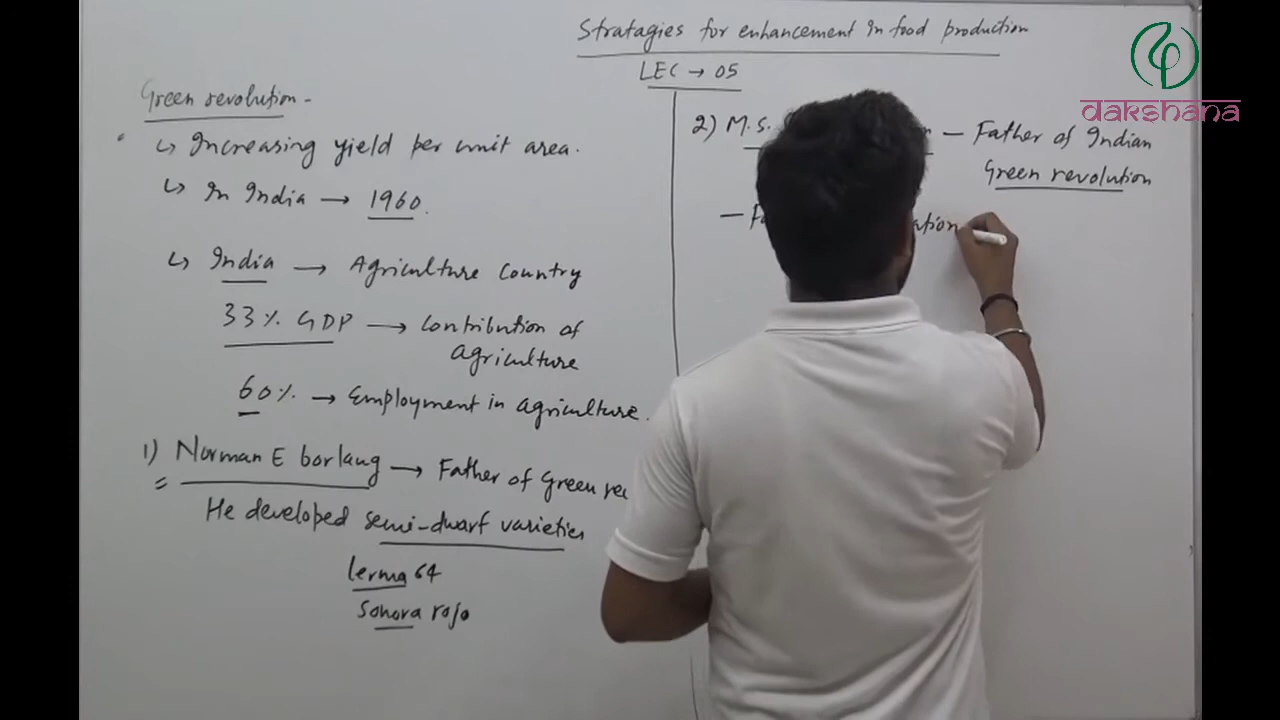 Stratagies for enhancement in food production
LEC → 05
dakshana
Green revolution -
↳ Increasing yield per unit area.
↳ In India → 1960.
↳ India → Agriculture Country
33% GDP → Contribution of
agriculture
60% → Employment in agriculture.
1) Norman E borlaug → Father of Green
He developed semi-dwarf varieties
lerma 64
Sonora rojo
2) M.S. — Father of Indian
Green revolution